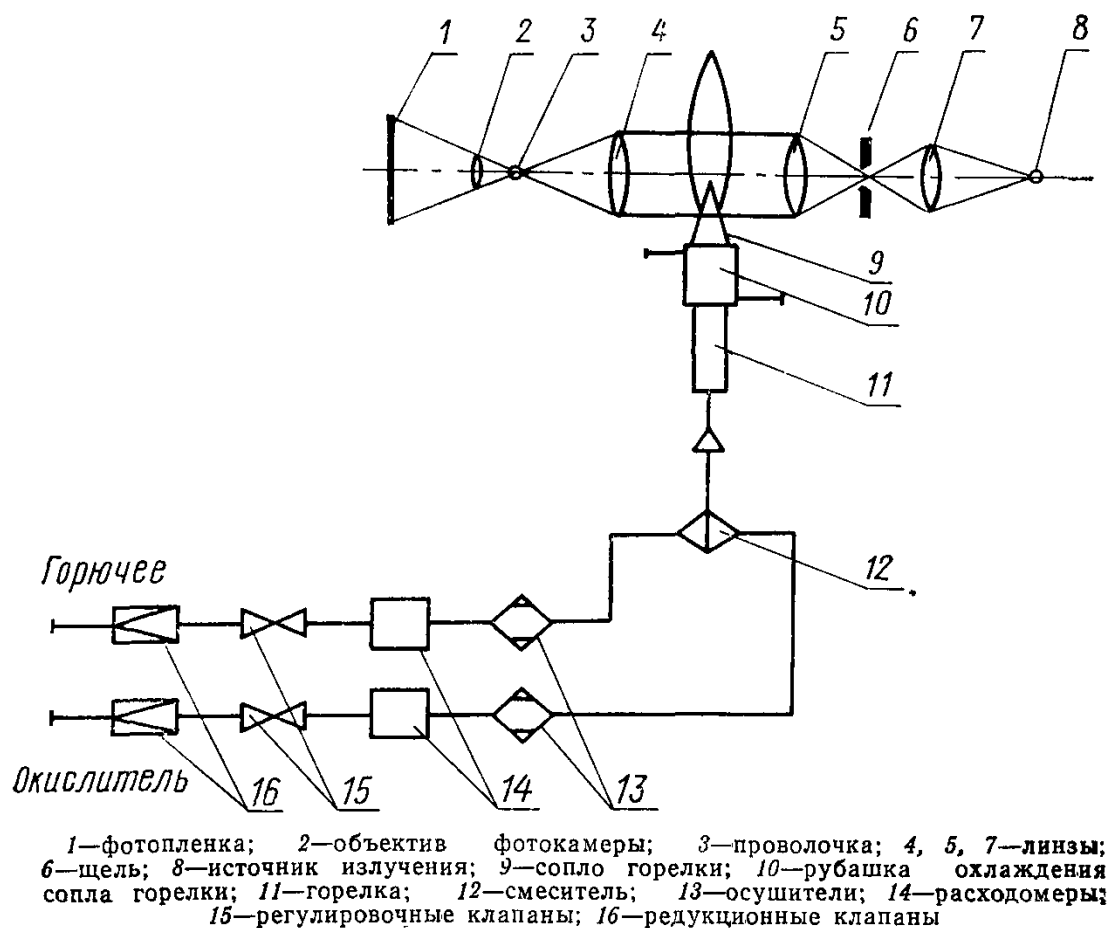 1 2 3 4 5 6 7 8
9
10
11
12
Горючее
Окислитель
16 15 14 13
1—фотопленка; 2—объектив фотокамеры; 3—проволочка; 4, 5, 7—линзы;
6—щель; 8—источник излучения; 9—сопло горелки; 10—рубашка охлаждения
сопла горелки; 11—горелка; 12—смеситель; 13—осушители; 14—расходомеры;
15—регулировочные клапаны; 16—редукционные клапаны